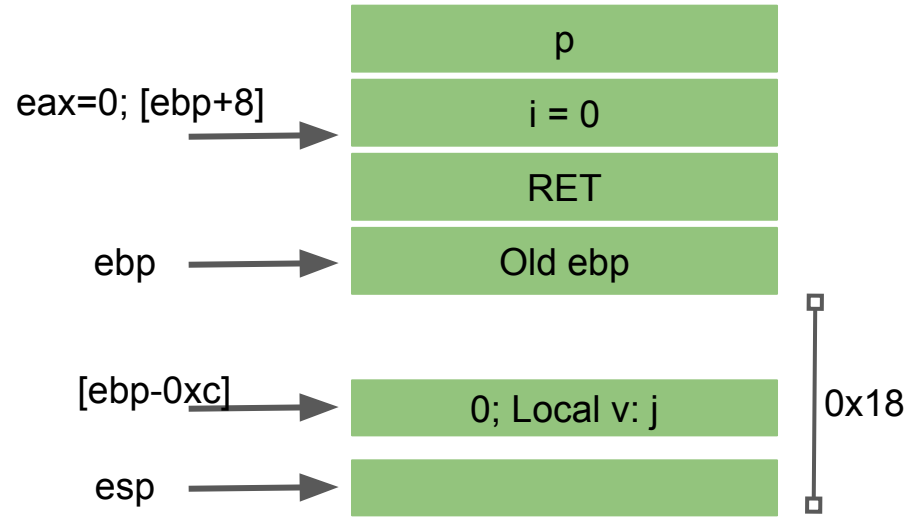 p
eax=0; [ebp+8]
i = 0
RET
ebp
Old ebp
[ebp-0xc]
0; Local v: j
0x18
esp